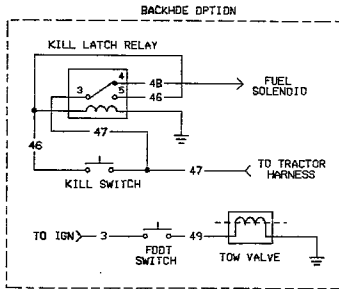 BACKHOE OPTION
KILL LATCH RELAY
4
48
FUEL
SOLENOID
3
5
46
47
46
47
TO TRACTOR
HARNESS
KILL SWITCH
TO IGN
3
49
FOOT
SWITCH
TOW VALVE